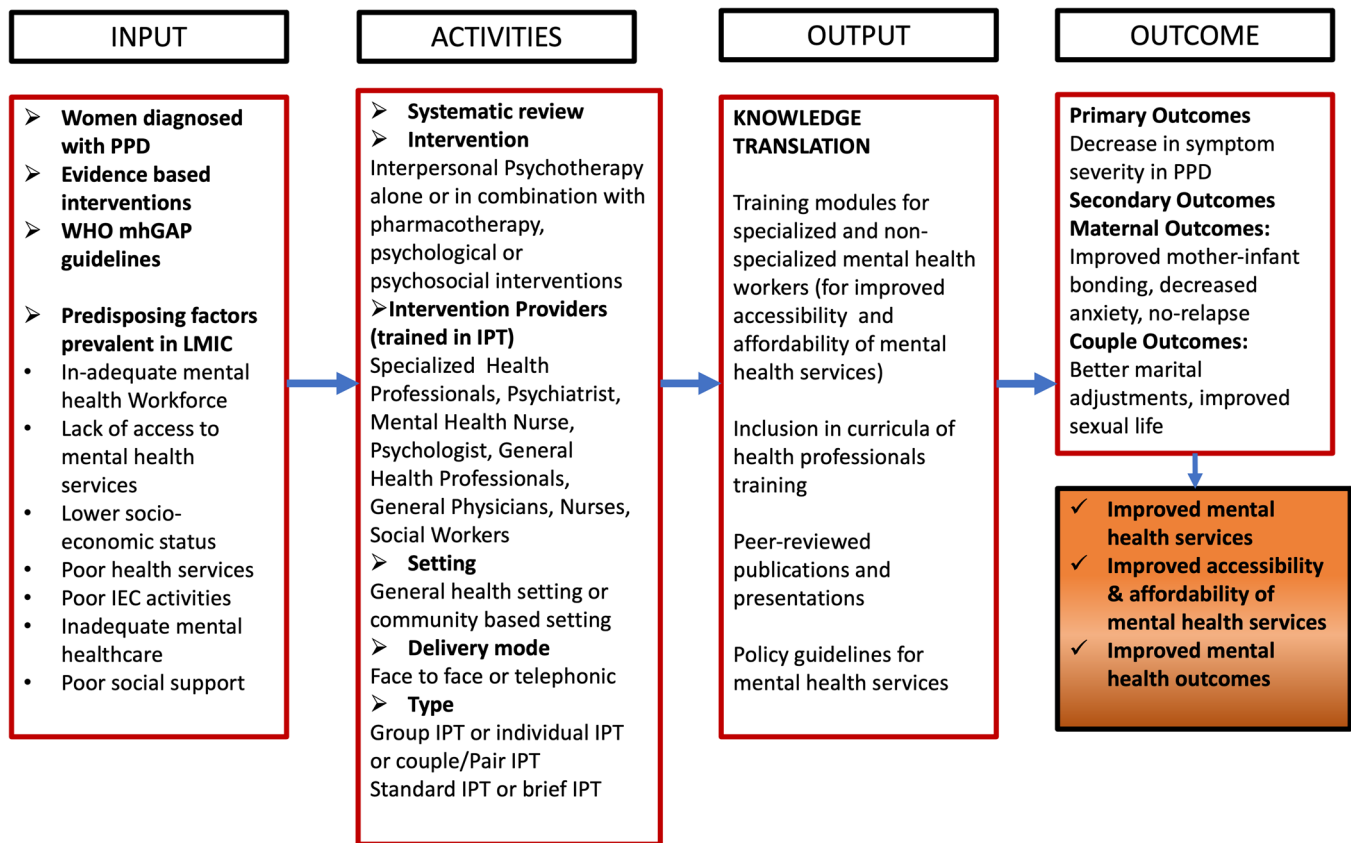 INPUT
➤ Women diagnosed
with PPD
➤ Evidence based
interventions
➤ WHO mhGAP
guidelines
➤ Predisposing factors
prevalent in LMIC
• In-adequate mental
health Workforce
• Lack of access to
mental health
services
• Lower socio-
economic status
• Poor health services
• Poor IEC activities
• Inadequate mental
healthcare
• Poor social support
ACTIVITIES
➤ Systematic review
➤ Intervention
Interpersonal Psychotherapy
alone or in combination with
pharmacotherapy,
psychological or
psychosocial interventions
➤Intervention Providers
(trained in IPT)
Specialized Health
Professionals, Psychiatrist,
Mental Health Nurse,
Psychologist, General
Health Professionals,
General Physicians, Nurses,
Social Workers
➤ Setting
General health setting or
community based setting
➤ Delivery mode
Face to face or telephonic
➤ Type
Group IPT or individual IPT
or couple/Pair IPT
Standard IPT or brief IPT
OUTPUT
KNOWLEDGE
TRANSLATION
Training modules for
specialized and non-
specialized mental health
workers (for improved
accessibility and
affordability of mental
health services)
Inclusion in curricula of
health professionals
training
Peer-reviewed
publications and
presentations
Policy guidelines for
mental health services
OUTCOME
Primary Outcomes
Decrease in symptom
severity in PPD
Secondary Outcomes
Maternal Outcomes:
Improved mother-infant
bonding, decreased
anxiety, no-relapse
Couple Outcomes:
Better marital
adjustments, improved
sexual life
✓ Improved mental
health services
✓ Improved accessibility
& affordability of
mental health services
✓ Improved mental
health outcomes